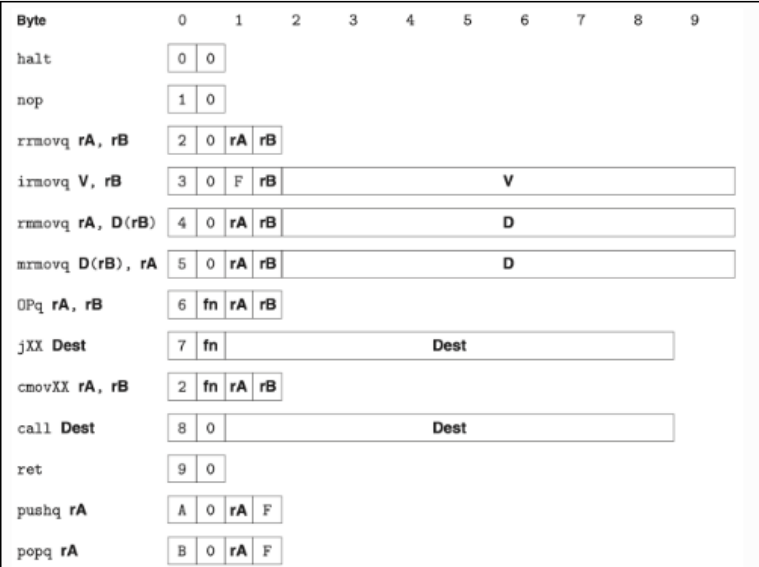 Byte 0 1 2 3 4 5 6 7 8 9
halt 0 0
nop 1 0
rrmovq rA, rB 2 0 rA rB
irmovq V, rB 3 0 F rB V
rmmovq rA, D(rB) 4 0 rA rB D
mrmovq D(rB), rA 5 0 rA rB D
OPq rA, rB 6 fn rA rB
jXX Dest 7 fn Dest
cmovXX rA, rB 2 fn rA rB
call Dest 8 0 Dest
ret 9 0
pushq rA A 0 rA F
popq rA B 0 rA F